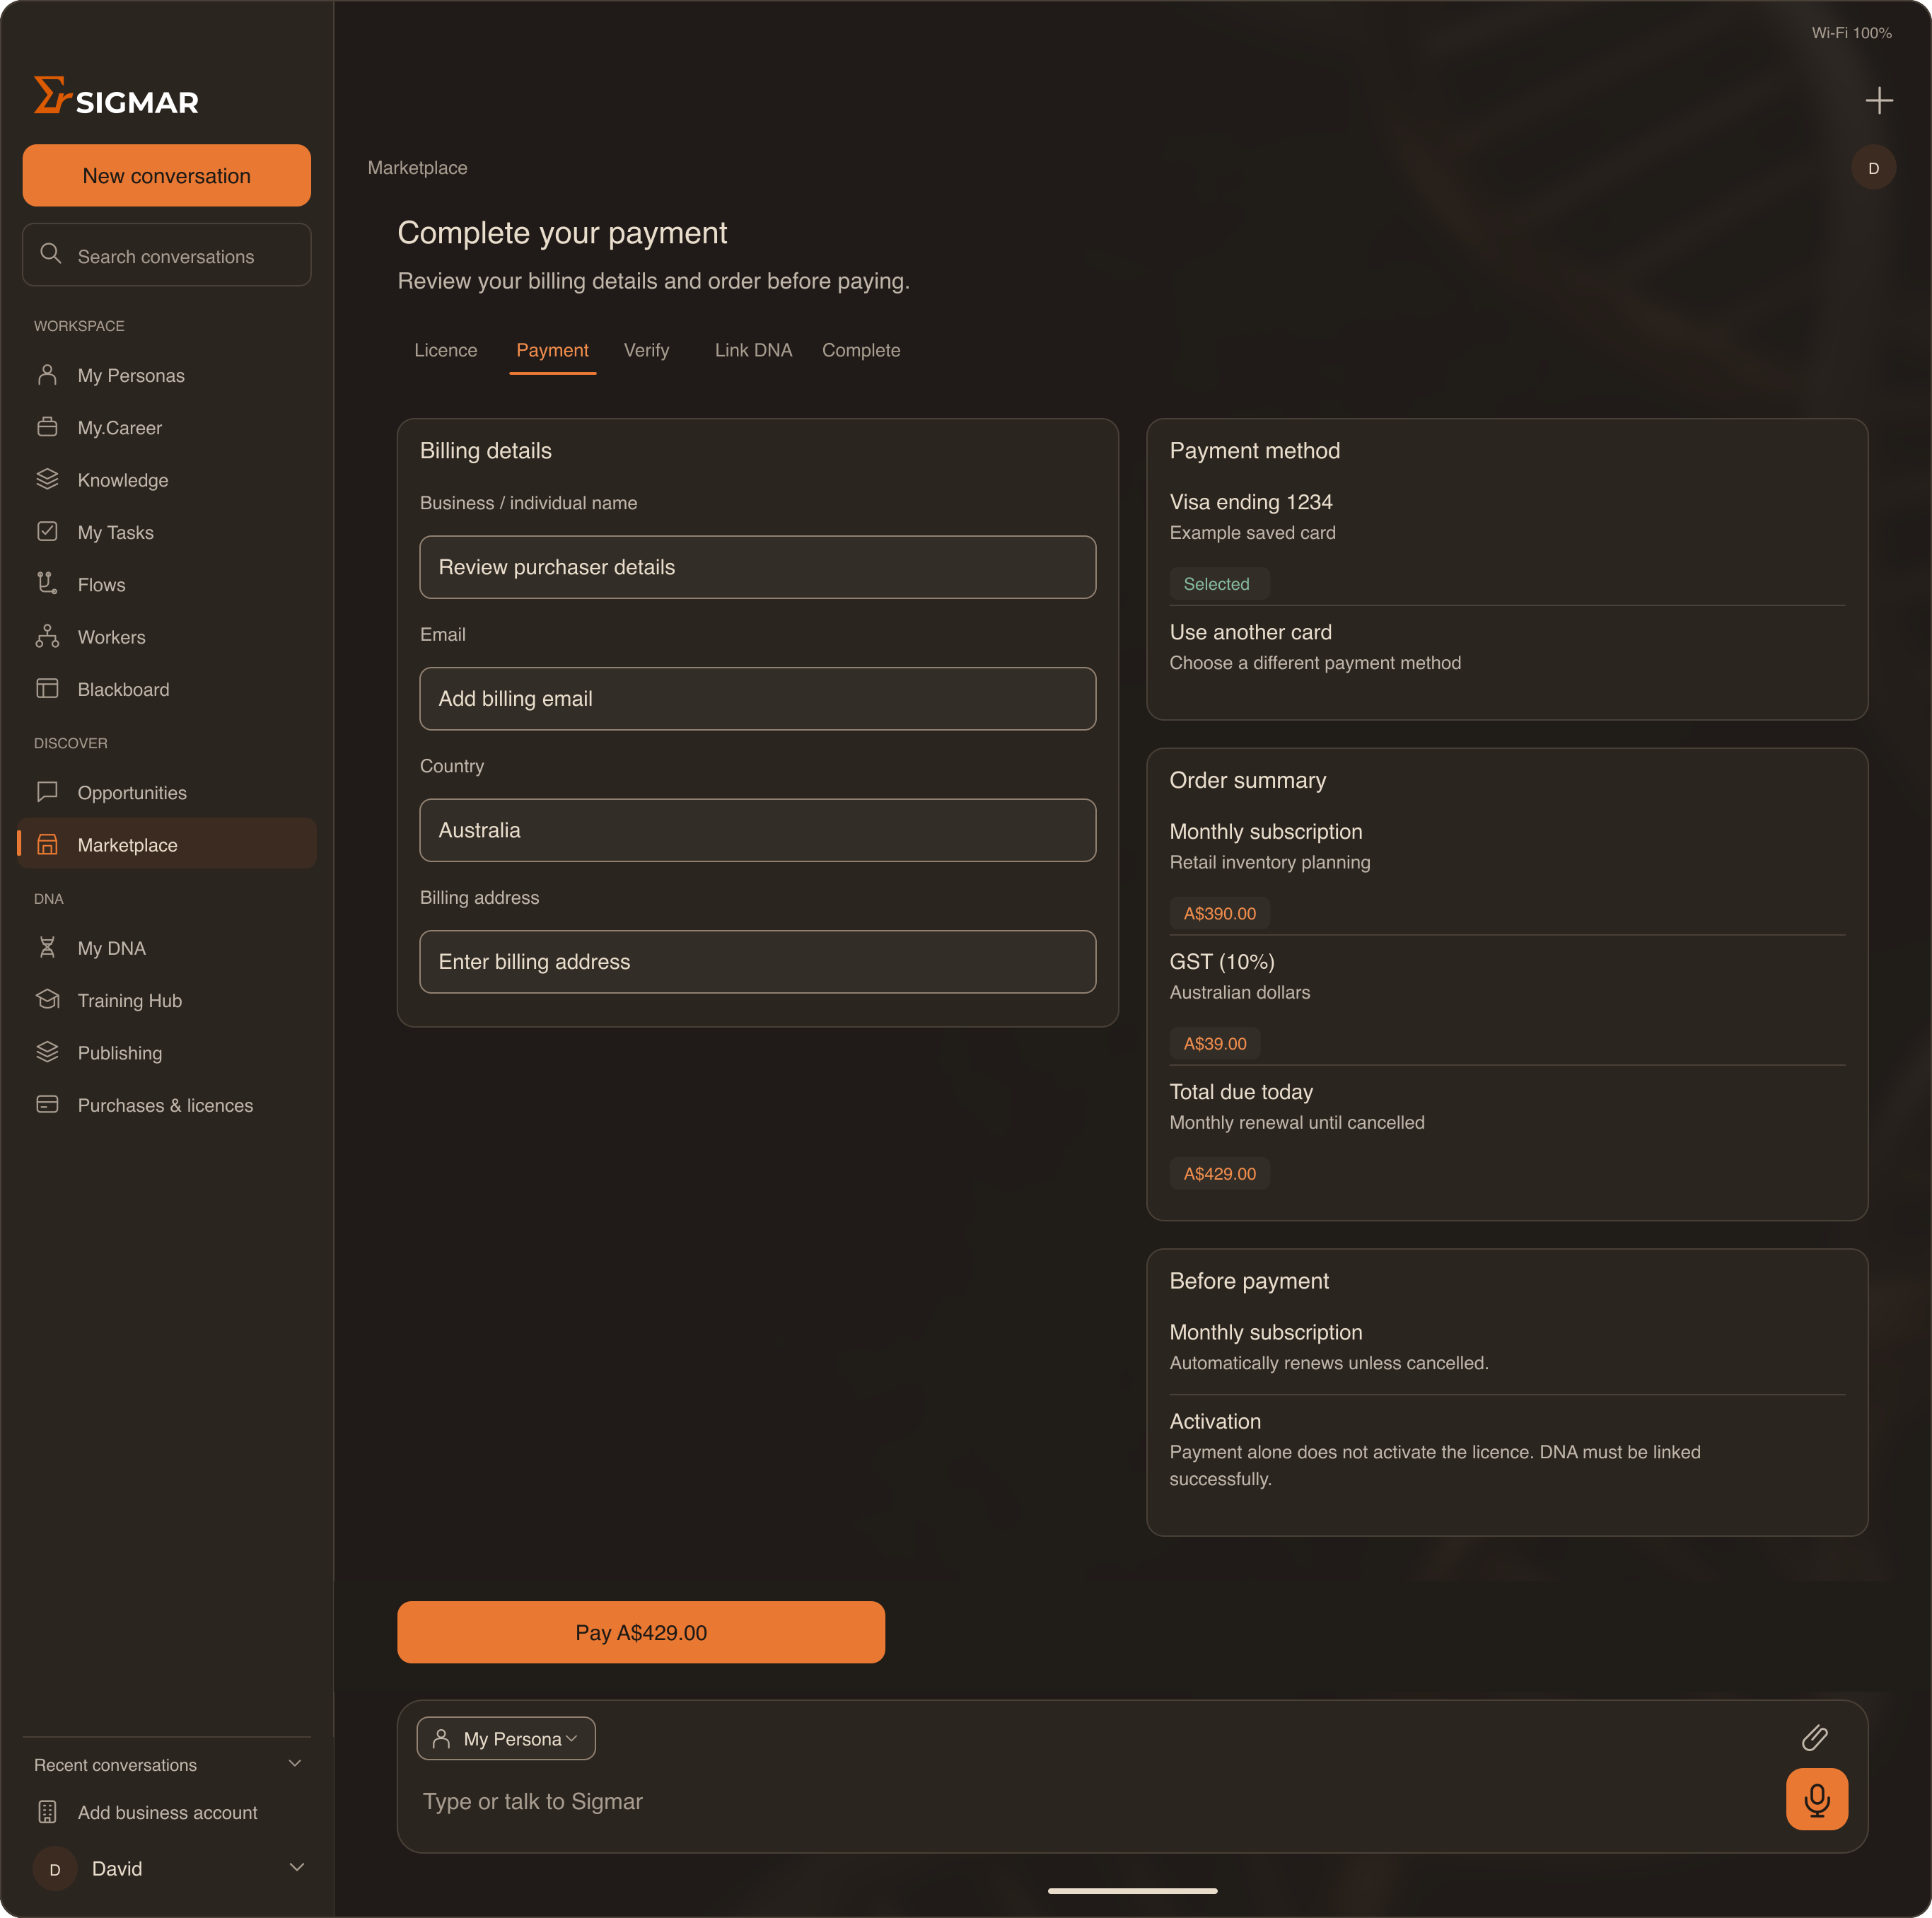 Wi-Fi 100%
ΣrSIGMAR
New conversation
Search conversations
WORKSPACE
My Personas
My.Career
Knowledge
My Tasks
Flows
Workers
Blackboard
DISCOVER
Opportunities
Marketplace
DNA
My DNA
Training Hub
Publishing
Purchases & licences
Recent conversations
Add business account
D
David
Marketplace
D
Complete your payment
Review your billing details and order before paying.
Licence
Payment
Verify
Link DNA
Complete
Billing details
Business / individual name
Review purchaser details
Email
Add billing email
Country
Australia
Billing address
Enter billing address
Payment method
Visa ending 1234
Example saved card
Selected
Use another card
Choose a different payment method
Order summary
Monthly subscription
Retail inventory planning
A$390.00
GST (10%)
Australian dollars
A$39.00
Total due today
Monthly renewal until cancelled
A$429.00
Before payment
Monthly subscription
Automatically renews unless cancelled.
Activation
Payment alone does not activate the licence. DNA must be linked
successfully.
Pay A$429.00
My Persona
Type or talk to Sigmar